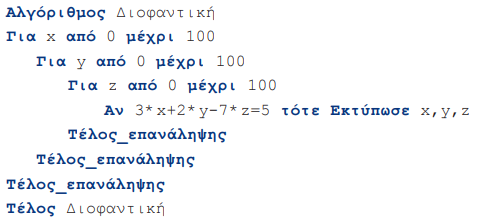 Αλγόριθμος Διοφαντική
Για x από 0 μέχρι 100
Για y από 0 μέχρι 100
Για z από 0 μέχρι 100
Αν 3*x+2*y-7*z=5 τότε Εκτύπωσε x,y,z
Τέλος_επανάληψης
Τέλος_επανάληψης
Τέλος_επανάληψης
Τέλος Διοφαντική